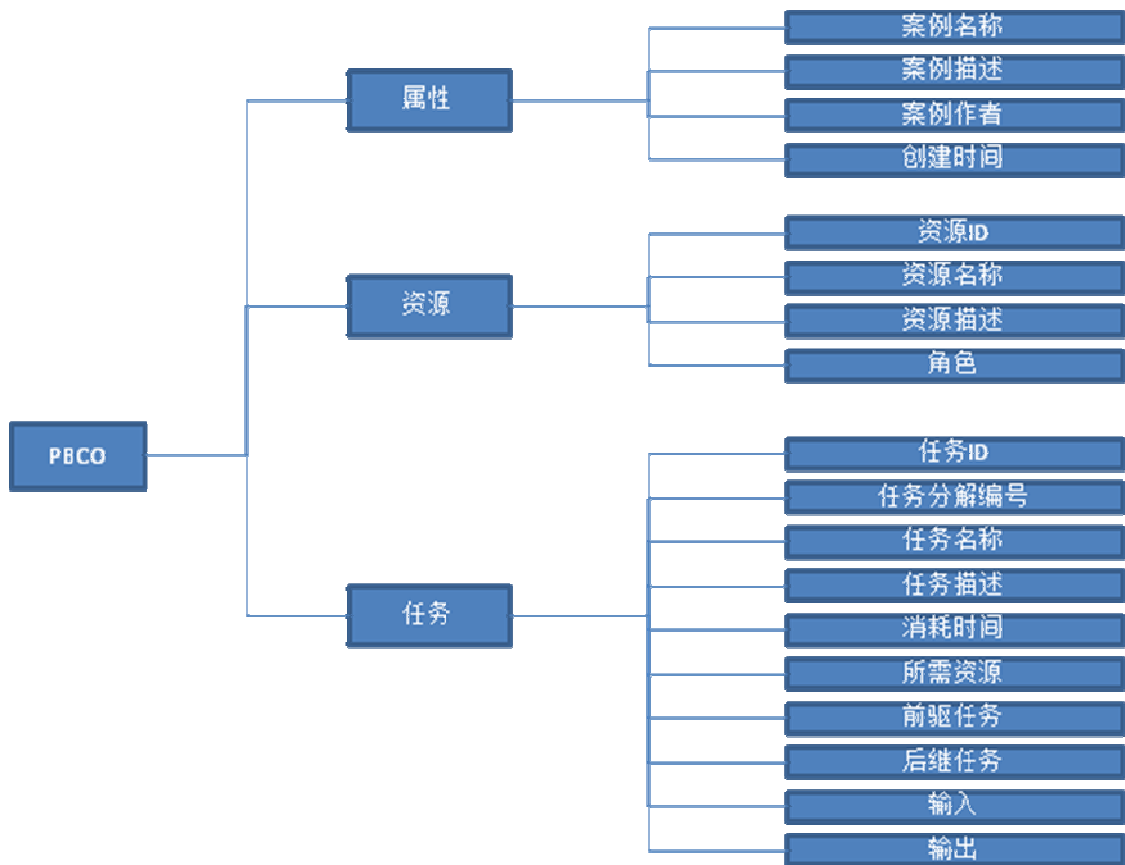 PBCO
属性
案例名称
案例描述
案例作者
创建时间
资源
资源ID
资源名称
资源描述
角色
任务
任务ID
任务分解编号
任务名称
任务描述
消耗时间
所需资源
前驱任务
后继任务
输入
输出